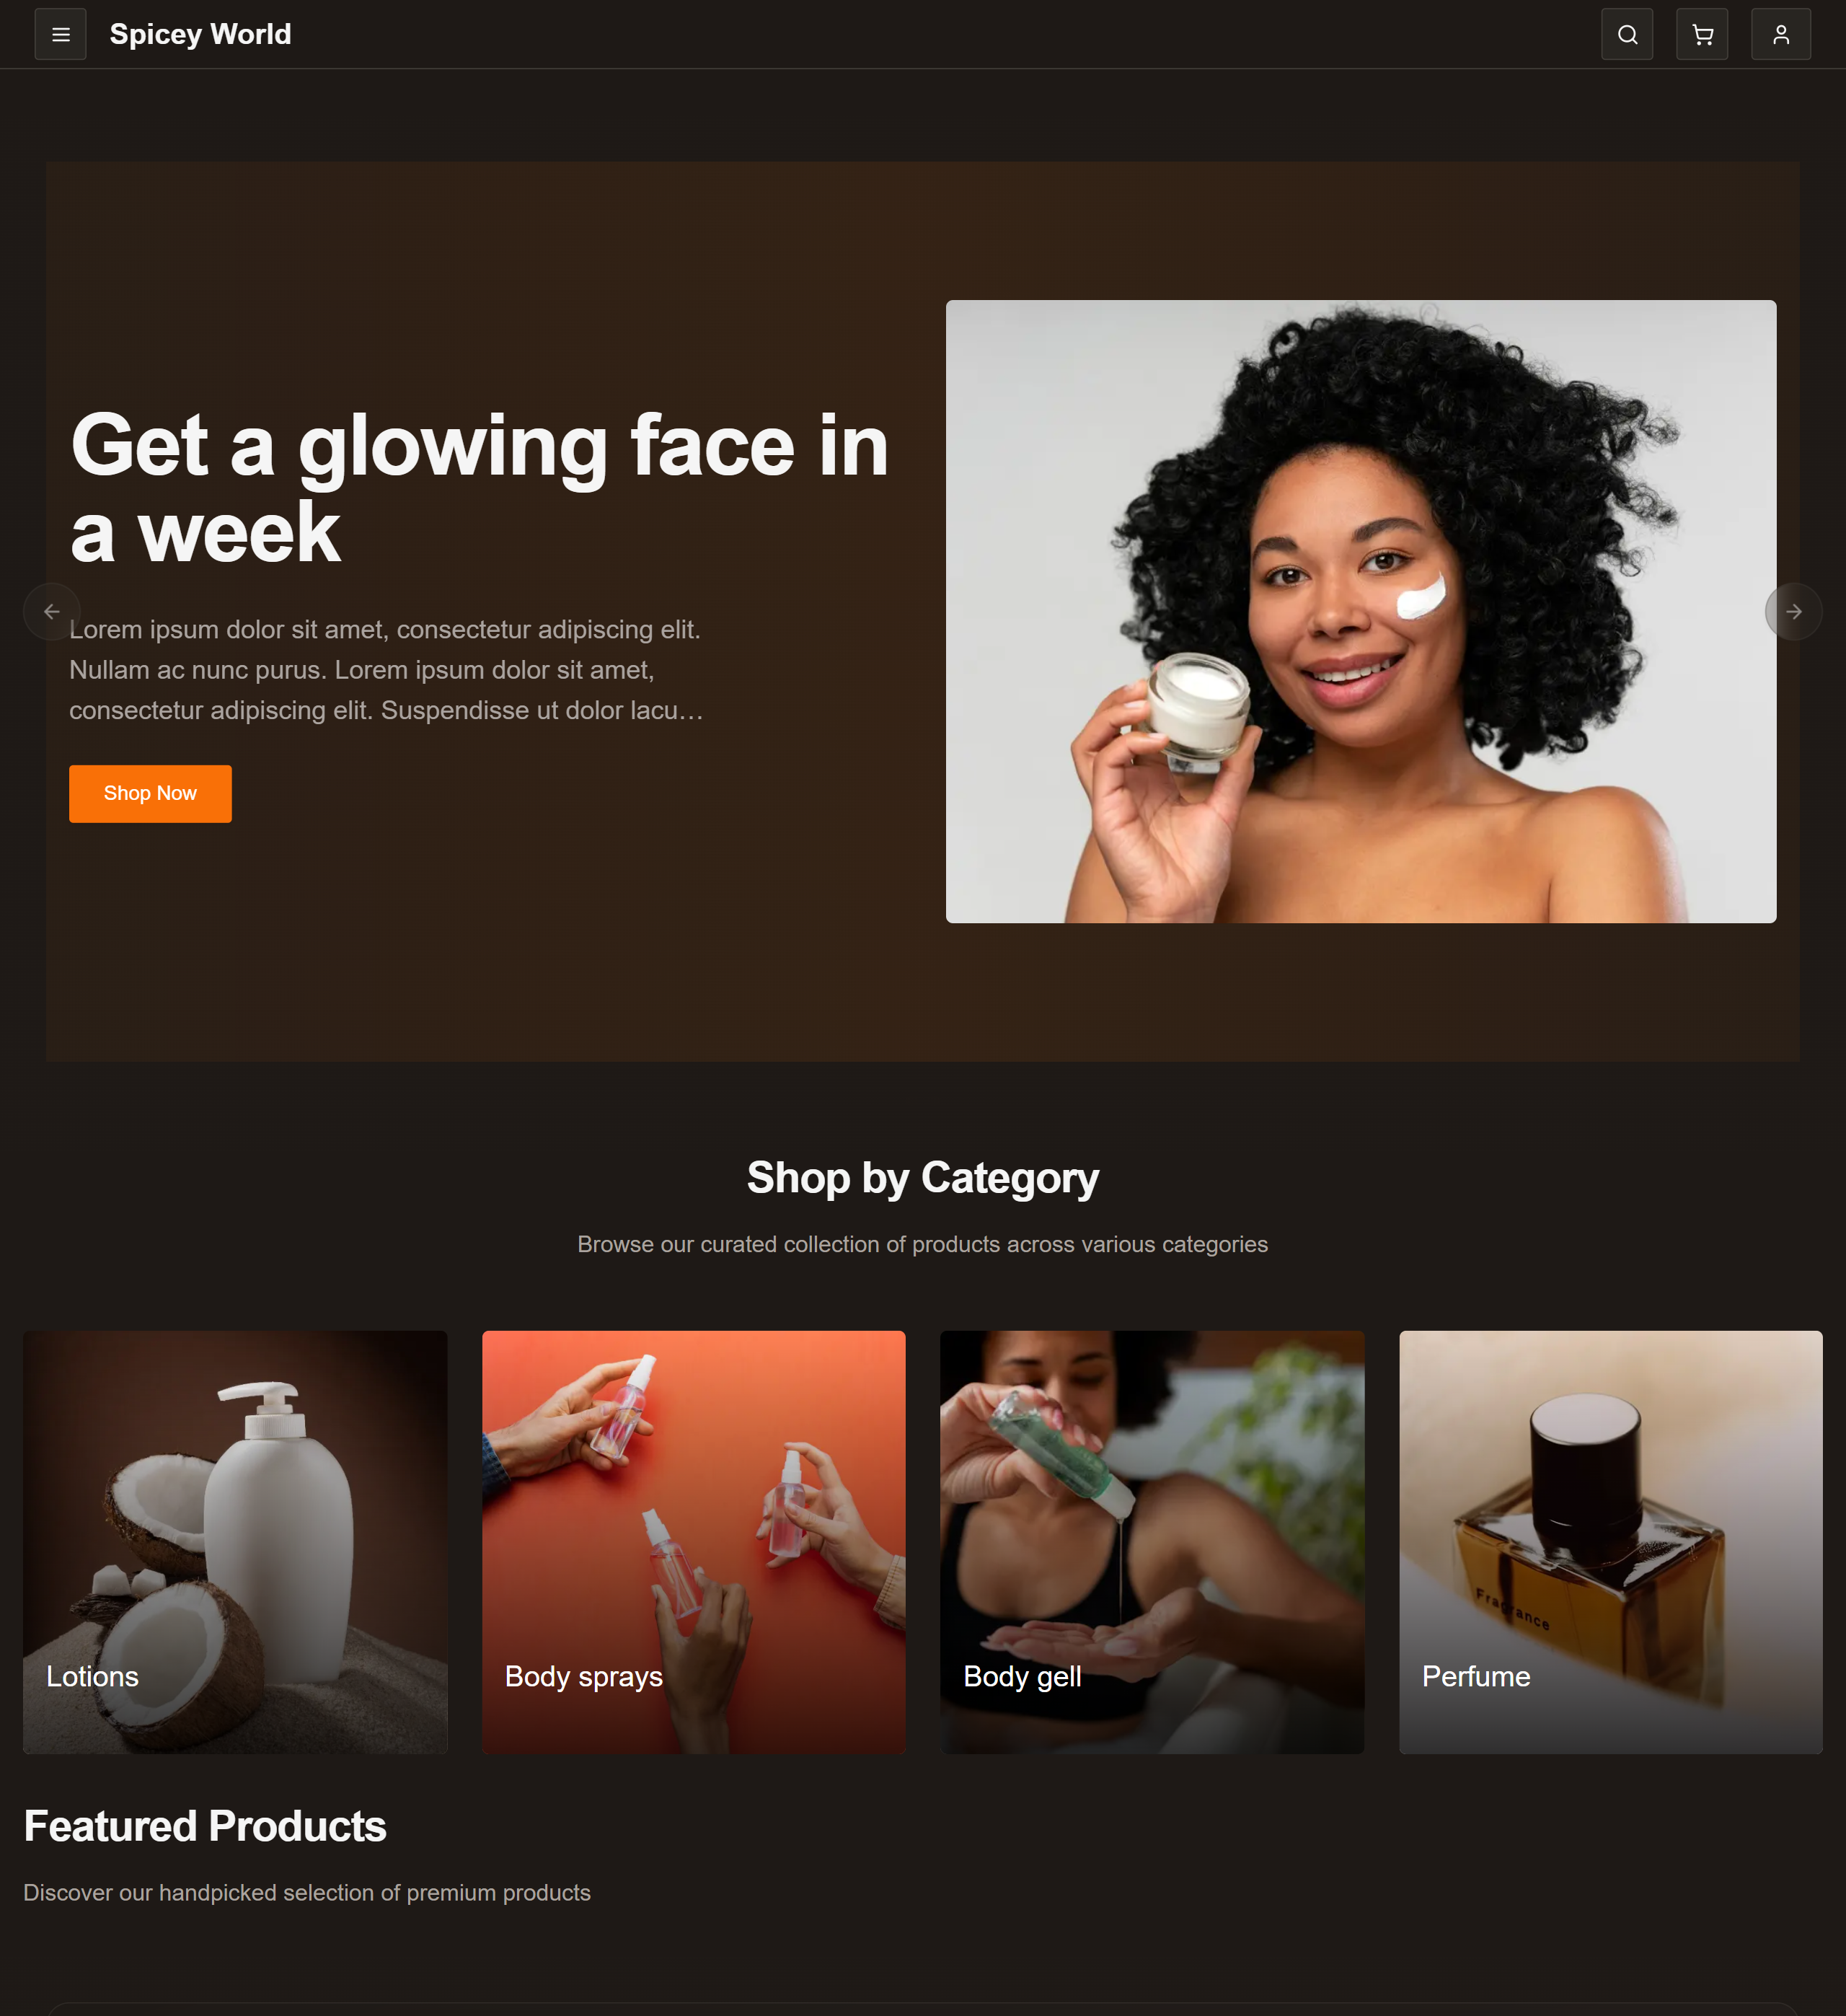 Spicey World
Get a glowing face in
a week
Lorem ipsum dolor sit amet, consectetur adipiscing elit.
Nullam ac nunc purus. Lorem ipsum dolor sit amet,
consectetur adipiscing elit. Suspendisse ut dolor lacu...
Shop Now
Shop by Category
Browse our curated collection of products across various categories
Fragrance
Lotions
Body sprays
Body gell
Perfume
Featured Products
Discover our handpicked selection of premium products